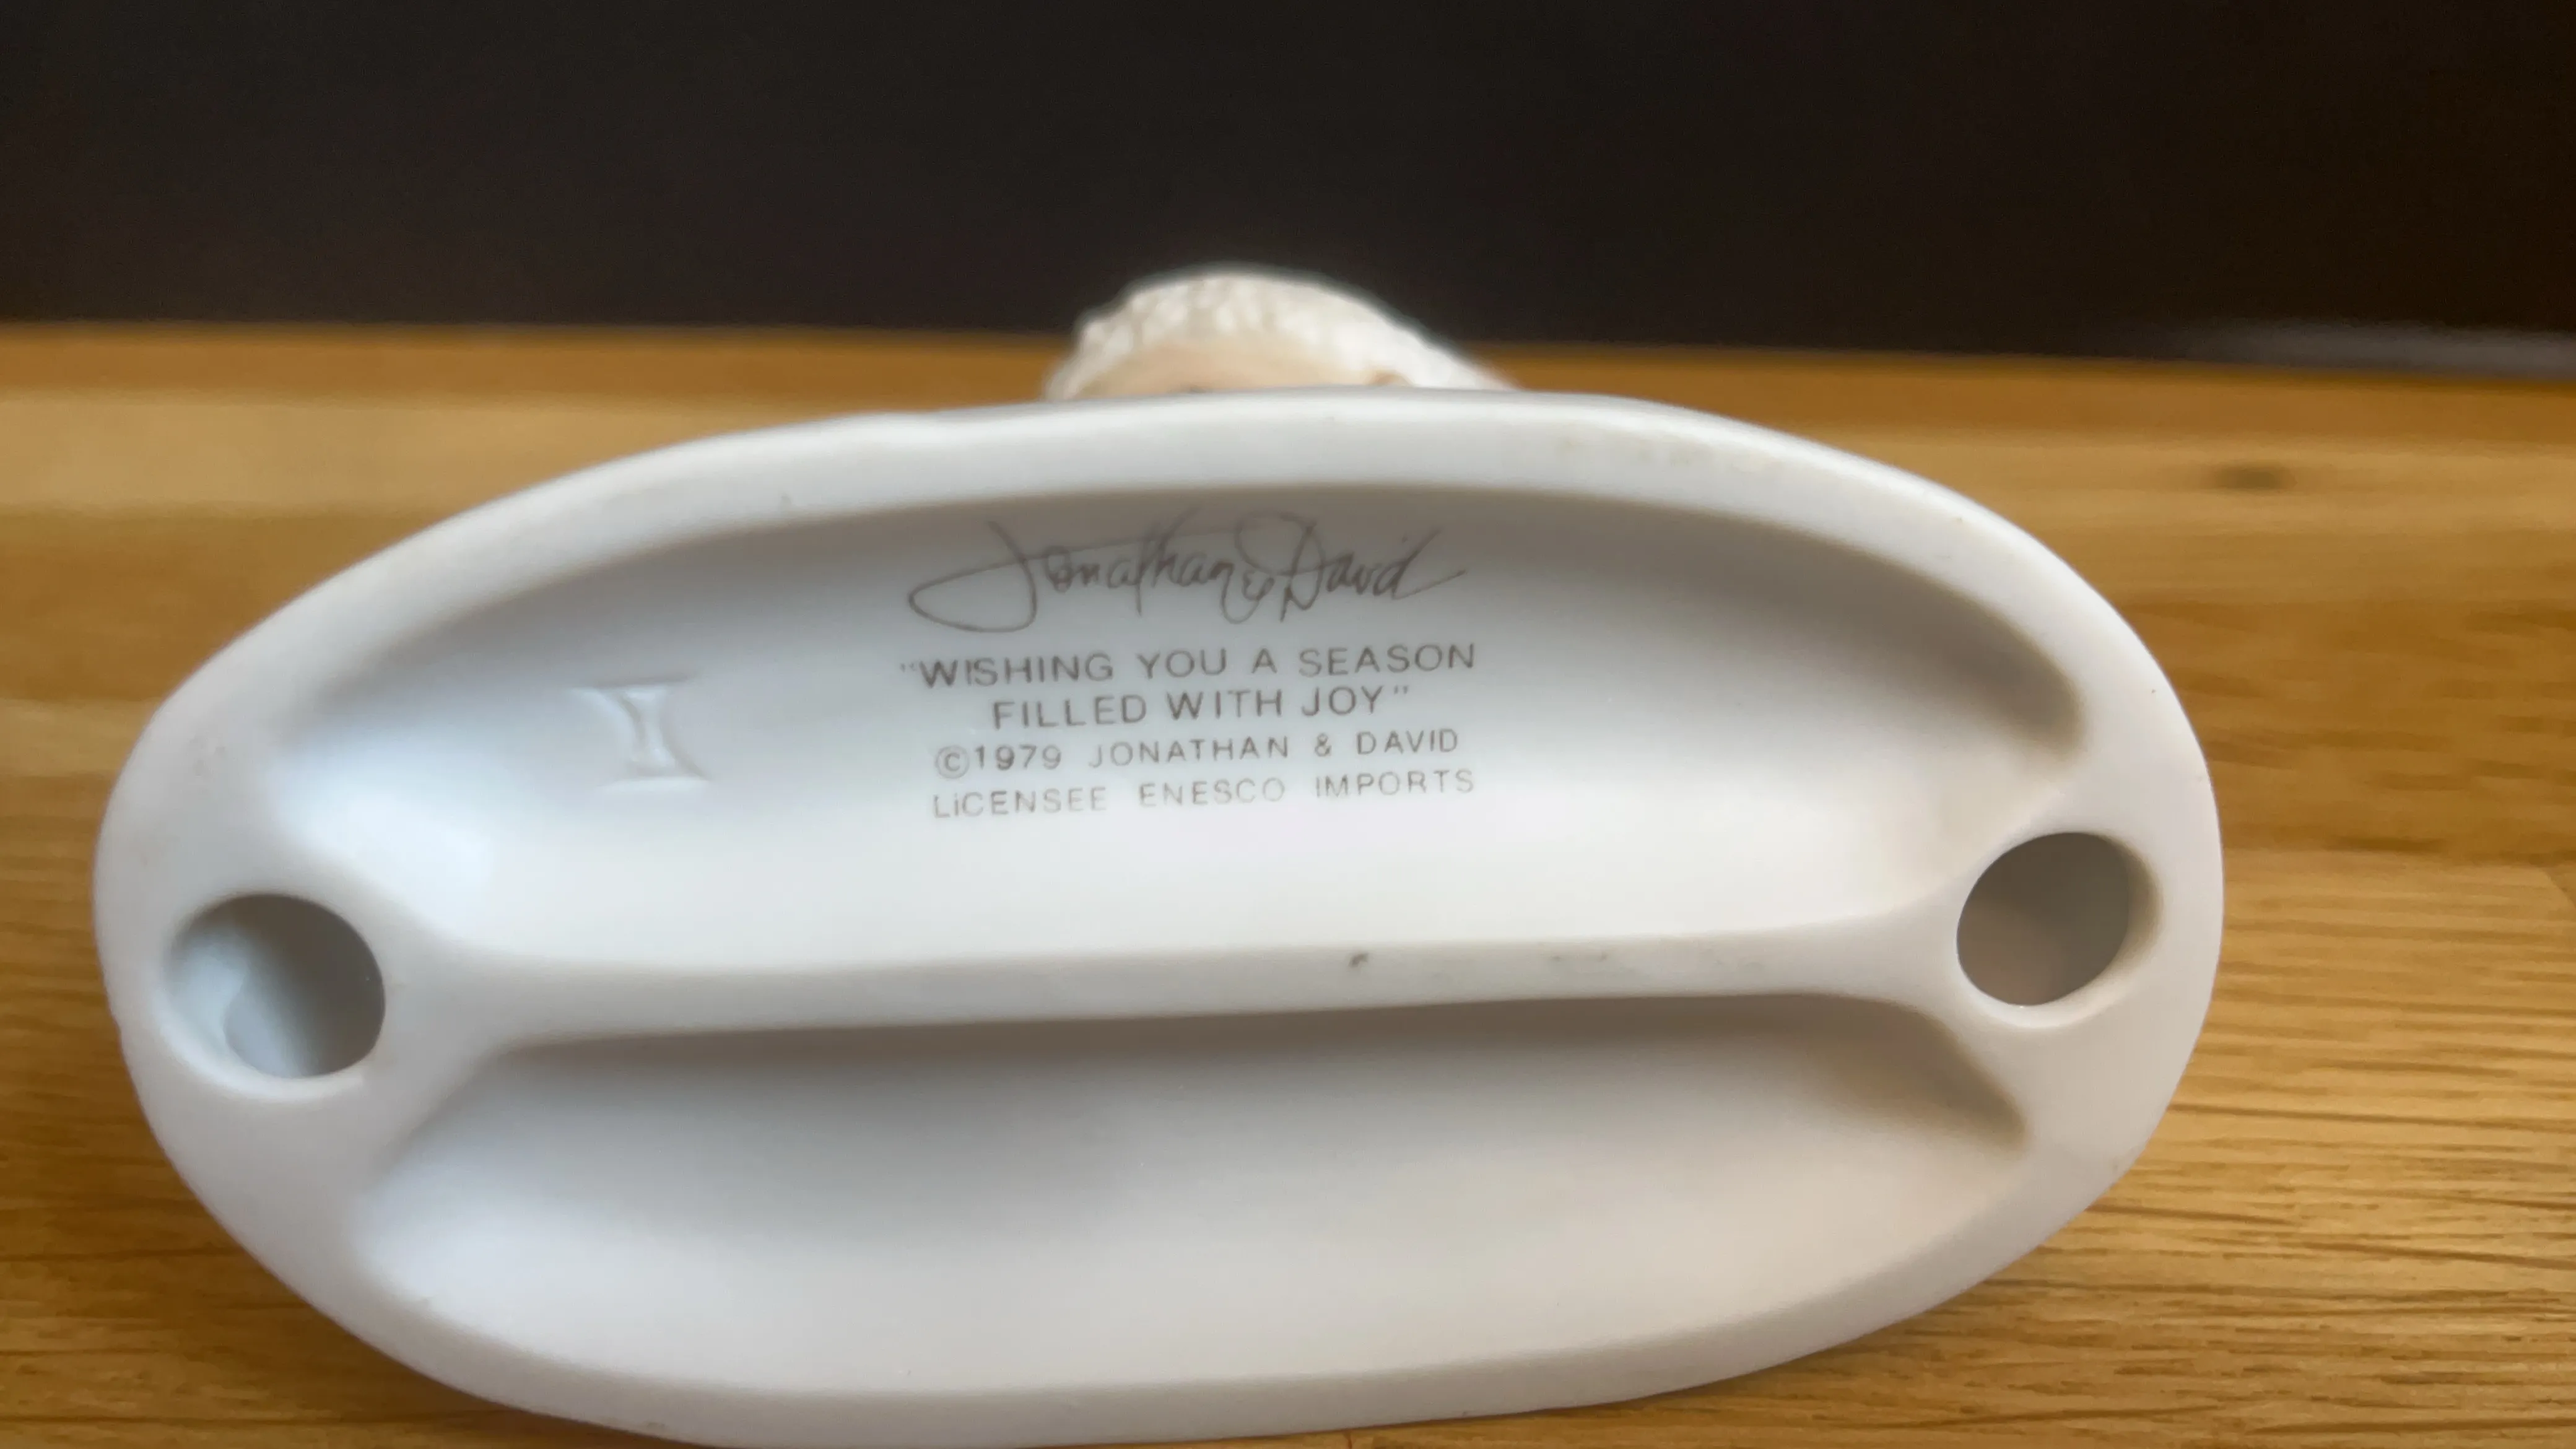 Jonathan & David
"WISHING YOU A SEASON
FILLED WITH JOY"
©1979 JONATHAN & DAVID
LiCENSEE ENESCO IMPORTS